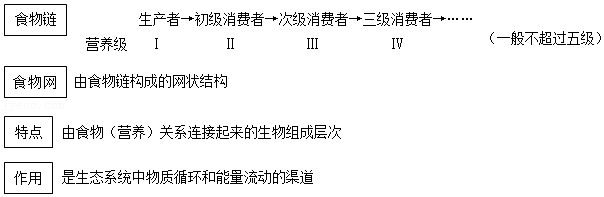 食物链 生产者→初级消费者→次级消费者→三级消费者→……
营养级 I II III IV （一般不超过五级）
食物网 由食物链构成的网状结构
特点 由食物（营养）关系连接起来的生物组成层次
作用 是生态系统中物质循环和能量流动的渠道